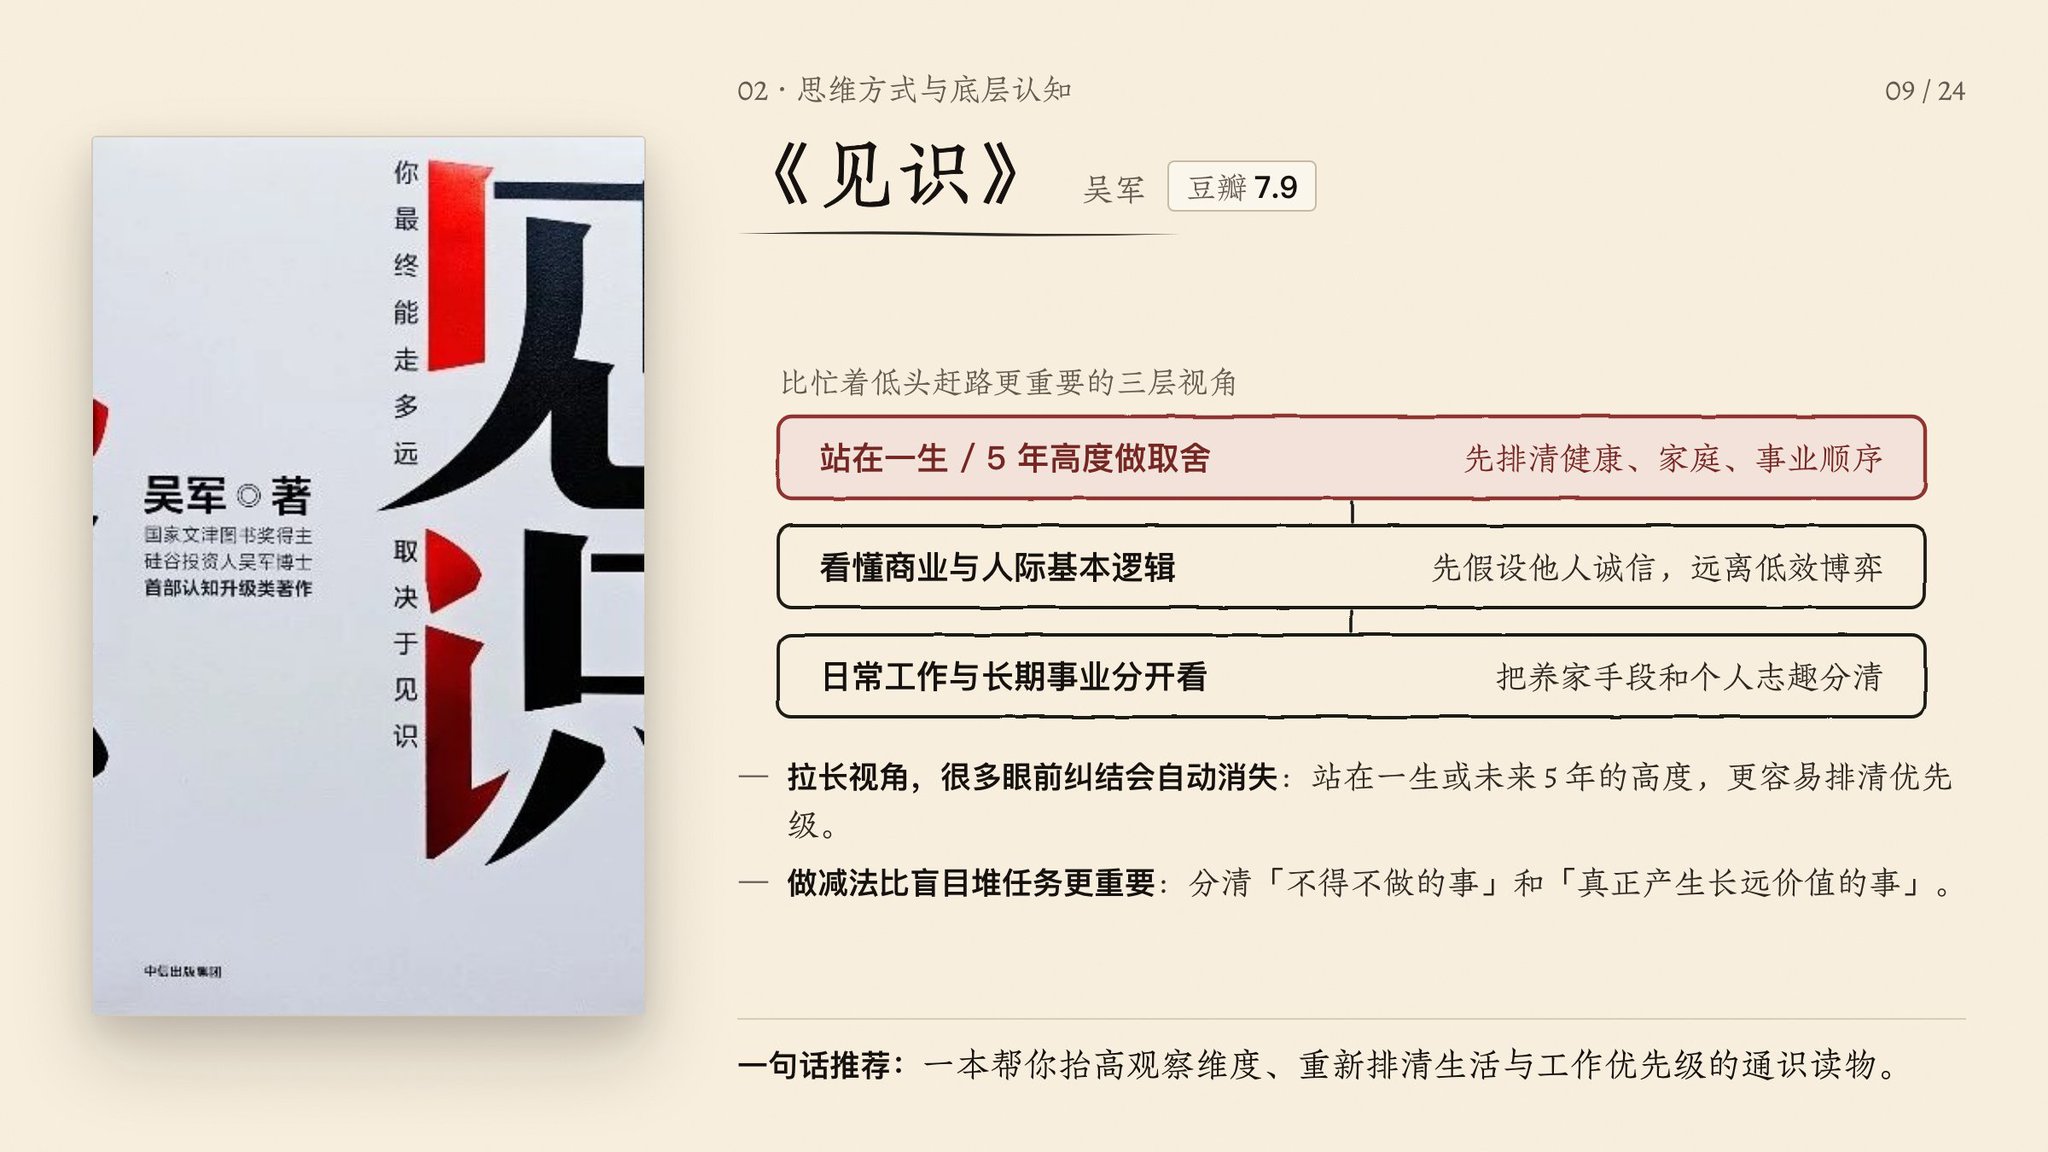 02 · 思维方式与底层认知
09 / 24
《见识》
吴军
豆瓣 7.9
你最终能走多远
取决于见识
见识
吴军◎著
国家文津图书奖得主
硅谷投资人吴军博士
首部认知升级类著作
中信出版集团
比忙着低头赶路更重要的三层视角
站在一生 / 5 年高度做取舍
先排清健康、家庭、事业顺序
看懂商业与人际基本逻辑
先假设他人诚信，远离低效博弈
日常工作与长期事业分开看
把养家手段和个人志趣分清
— 拉长视角，很多眼前纠结会自动消失：站在一生或未来 5 年的高度，更容易排清优先
级。
— 做减法比盲目堆任务更重要：分清「不得不做的事」和「真正产生长远价值的事」。
一句话推荐：一本帮你抬高观察维度、重新排清生活与工作优先级的通识读物。